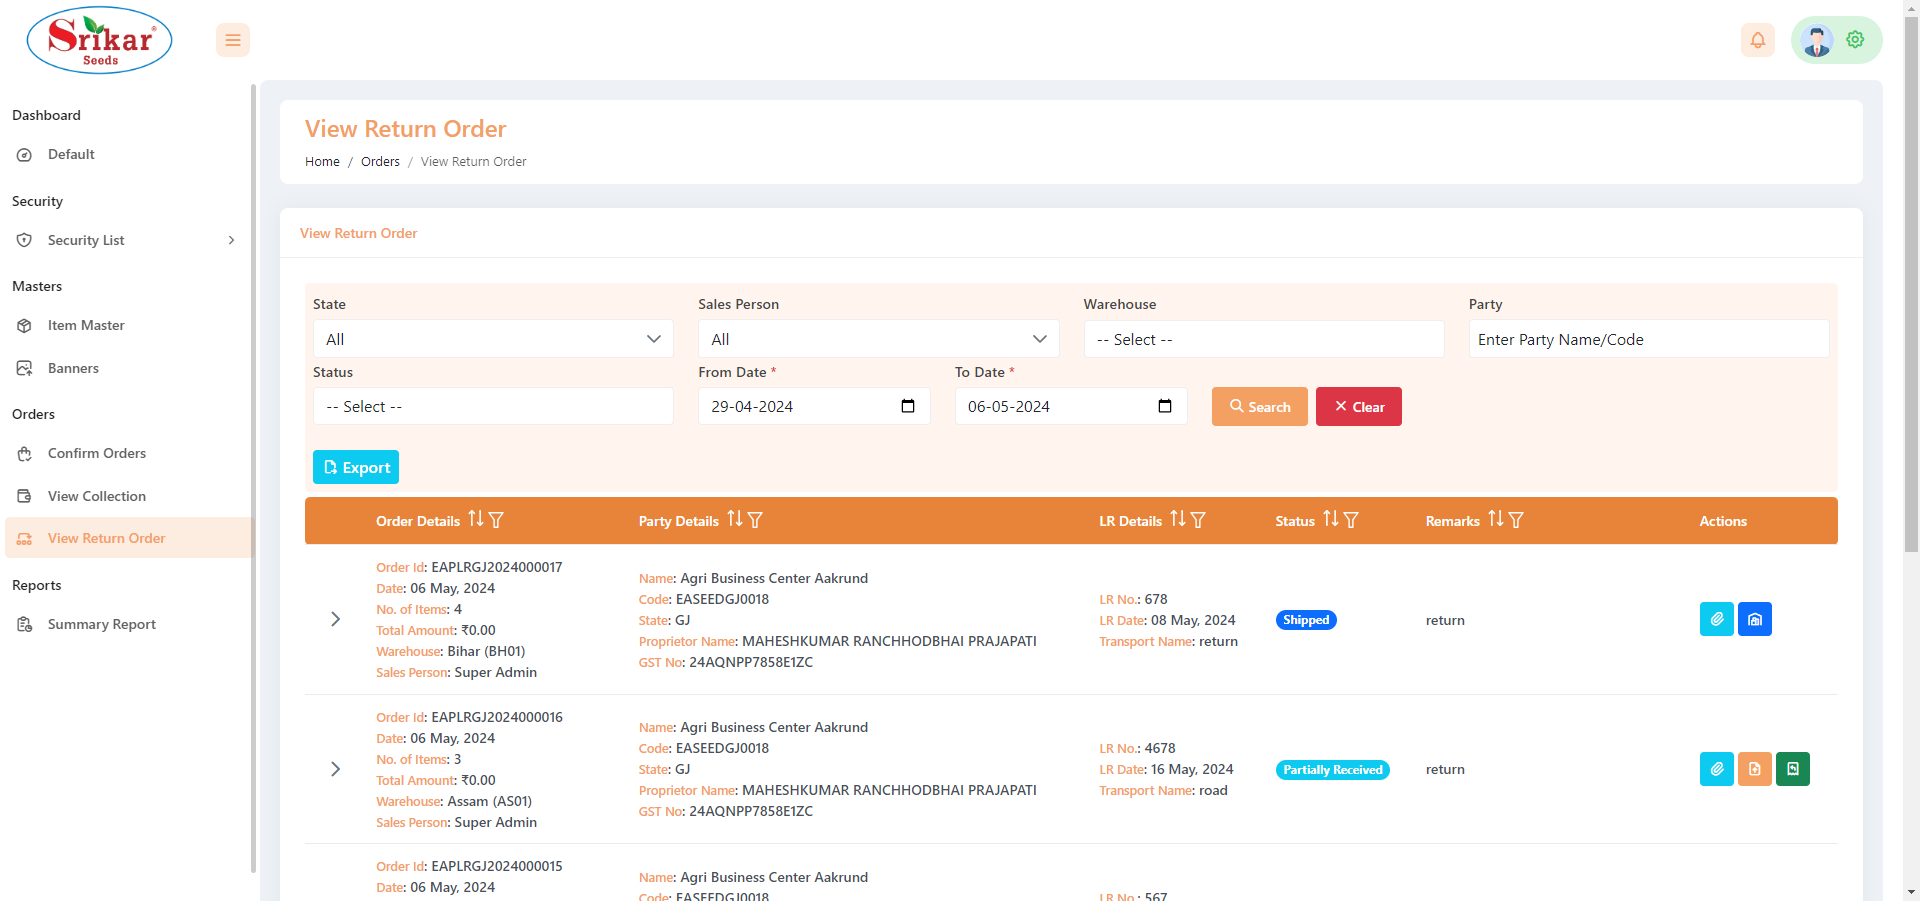 Srikar®
Seeds
Dashboard
Default
Security
Security List
Masters
Item Master
Banners
Orders
Confirm Orders
View Collection
View Return Order
Reports
Summary Report
View Return Order
Home / Orders / View Return Order
View Return Order
State
All
Sales Person
All
Warehouse
-- Select --
Party
Enter Party Name/Code
Status
-- Select --
From Date *
29-04-2024
To Date *
06-05-2024
Search
Clear
Export
Order Details Party Details LR Details Status Remarks Actions
Order Id: EAPLRGJ2024000017
Date: 06 May, 2024
No. of Items: 4
Total Amount: ₹0.00
Warehouse: Bihar (BH01)
Sales Person: Super Admin
Name: Agri Business Center Aakrund
Code: EASEEDGJ0018
State: GJ
Proprietor Name: MAHESHKUMAR RANCHHODBHAI PRAJAPATI
GST No: 24AQNPP7858E1ZC
LR No.: 678
LR Date: 08 May, 2024
Transport Name: return
Shipped
return
Order Id: EAPLRGJ2024000016
Date: 06 May, 2024
No. of Items: 3
Total Amount: ₹0.00
Warehouse: Assam (AS01)
Sales Person: Super Admin
Name: Agri Business Center Aakrund
Code: EASEEDGJ0018
State: GJ
Proprietor Name: MAHESHKUMAR RANCHHODBHAI PRAJAPATI
GST No: 24AQNPP7858E1ZC
LR No.: 4678
LR Date: 16 May, 2024
Transport Name: road
Partially Received
return
Order Id: EAPLRGJ2024000015
Date: 06 May, 2024
Name: Agri Business Center Aakrund
Code: EASEEDGJ0018
LR No.: 567